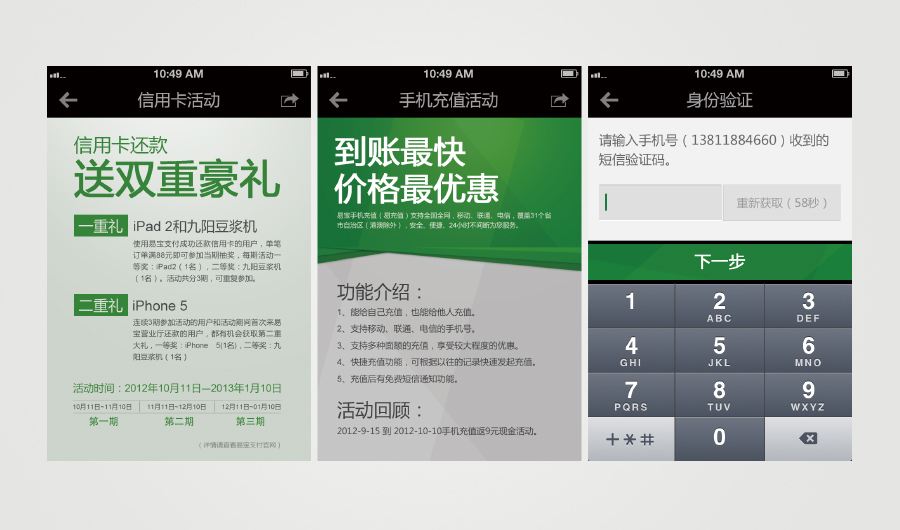 10:49 AM
信用卡活动
信用卡还款
送双重豪礼
一重礼 iPad 2和九阳豆浆机
使用易宝支付成功还款信用卡的用户，单笔
订单满88元即可参加当期抽奖，每期活动一
等奖：iPad2（1名），二等奖：九阳豆浆机
（1名）。活动共分3期，可重复参加。
二重礼 iPhone 5
连续3期参加活动的用户和活动期间首次来易
宝营业厅还款的用户，都有机会获取第二重
大礼，一等奖：iPhone 5(1名)，二等奖：九
阳豆浆机（1名）
活动时间：2012年10月11日—2013年1月10日
10月11日~11月10日 11月11日~12月10日 12月11日~01月10日
第一期 第二期 第三期
（详情请查看易宝支付官网）
10:49 AM
手机充值活动
到账最快
价格最优惠
易宝手机充值（易充值）支持全国全网，移动、联通、电信，覆盖31个省
市自治区（港澳除外），安全、便捷、24小时不间断为您服务。
功能介绍：
1、能给自己充值，也能给他人充值。
2、支持移动、联通、电信的手机号。
3、支持多种面额的充值，享受较大程度的优惠。
4、快捷充值功能，可根据以往的记录快速发起充值。
5、充值后有免费短信通知功能。
活动回顾：
2012-9-15 到 2012-10-10手机充值返9元现金活动。
10:49 AM
身份验证
请输入手机号（13811884660）收到的
短信验证码。
重新获取（58秒）
下一步
1 2 3
ABC DEF
4 5 6
GHI JKL MNO
7 8 9
PQRS TUV WXYZ
+*# 0